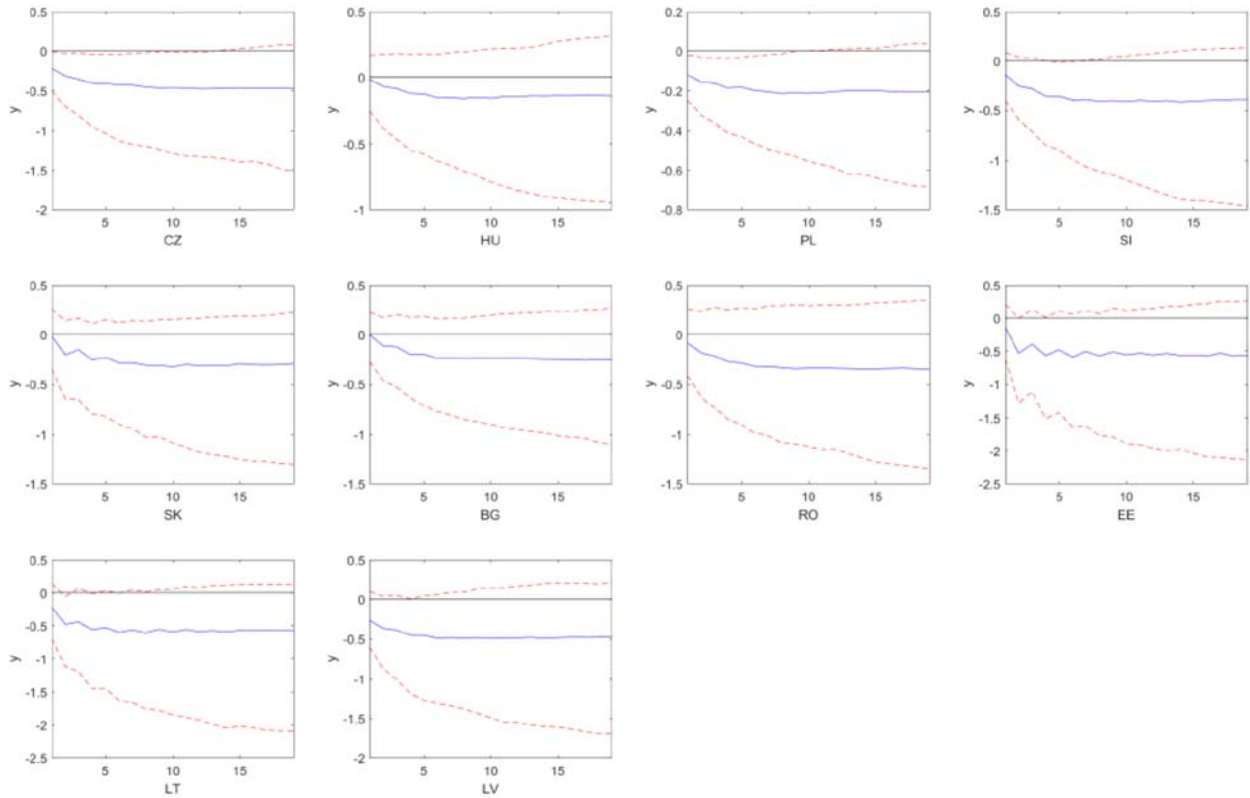 0.5 0.5 0.2 0.5
0 0 0 0
-0.5 -0.2 -0.5
y -1 y -0.5 y -0.4 y -1
-1.5 -0.6
-2 -1 -0.8 -1.5
5 10 15 5 10 15 5 10 15 5 10 15
CZ HU PL SI
0.5 0.5 0.5 0.5
0 0 0 0
-0.5 -0.5 -0.5 -0.5
y y y y -1
-1 -1 -1 -1.5
-2
-1.5 -1.5 -1.5 -2.5
5 10 15 5 10 15 5 10 15 5 10 15
SK BG RO EE
0.5 0.5
0 0
-0.5 -0.5
y -1 y -1
-1.5 -1.5
-2
-2.5 -2
5 10 15 5 10 15
LT LV